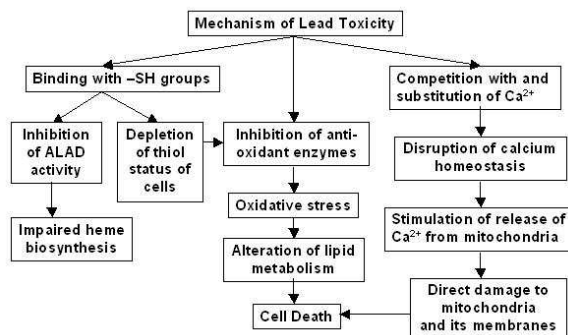 Mechanism of Lead Toxicity
Binding with –SH groups
Competition with and
substitution of Ca²⁺
Inhibition
of ALAD
activity
Depletion
of thiol
status of
cells
Inhibition of anti-
oxidant enzymes
Disruption of calcium
homeostasis
Impaired heme
biosynthesis
Oxidative stress
Stimulation of release of
Ca²⁺ from mitochondria
Alteration of lipid
metabolism
Cell Death
Direct damage to
mitochondria
and its membranes